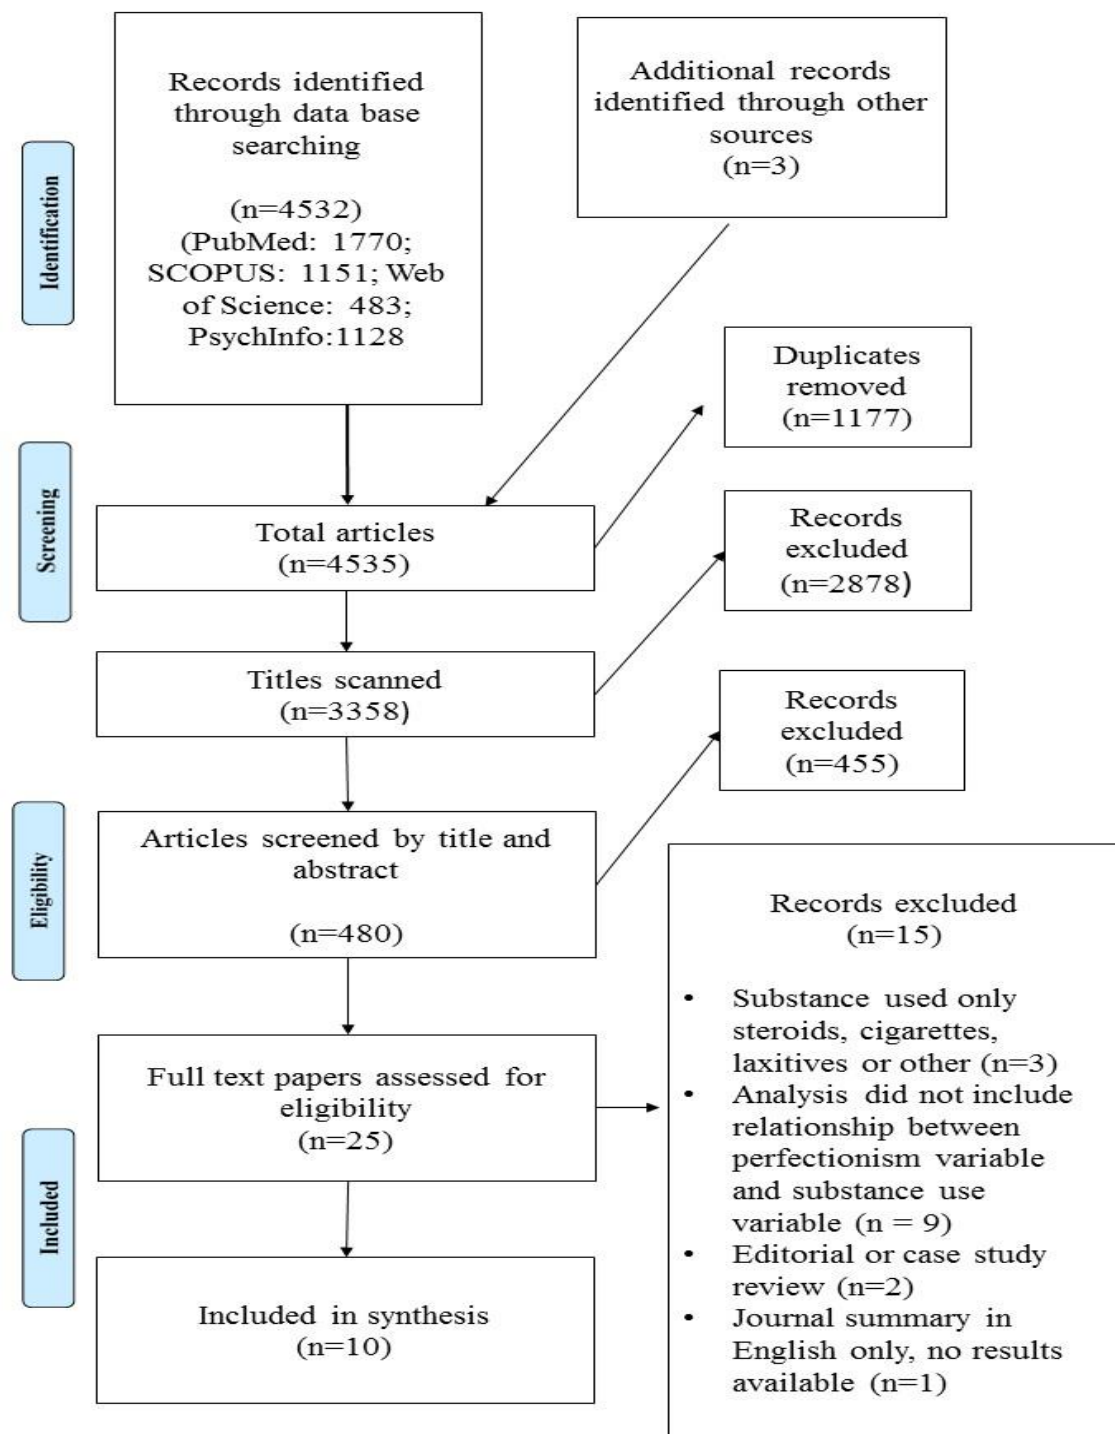 Records identified
through data base
searching
(n=4532)
(PubMed: 1770;
SCOPUS: 1151; Web
of Science: 483;
PsychInfo:1128
Additional records
identified through other
sources
(n=3)
Identification
Duplicates
removed
(n=1177)
Screening
Total articles
(n=4535)
Records
excluded
(n=2878)
Titles scanned
(n=3358)
Records
excluded
(n=455)
Eligibility
Articles screened by title and
abstract
(n=480)
Records excluded
(n=15)
• Substance used only
steroids, cigarettes,
laxitives or other (n=3)
• Analysis did not include
relationship between
perfectionism variable
and substance use
variable (n = 9)
• Editorial or case study
review (n=2)
• Journal summary in
English only, no results
available (n=1)
Full text papers assessed for
eligibility
(n=25)
Included
Included in synthesis
(n=10)